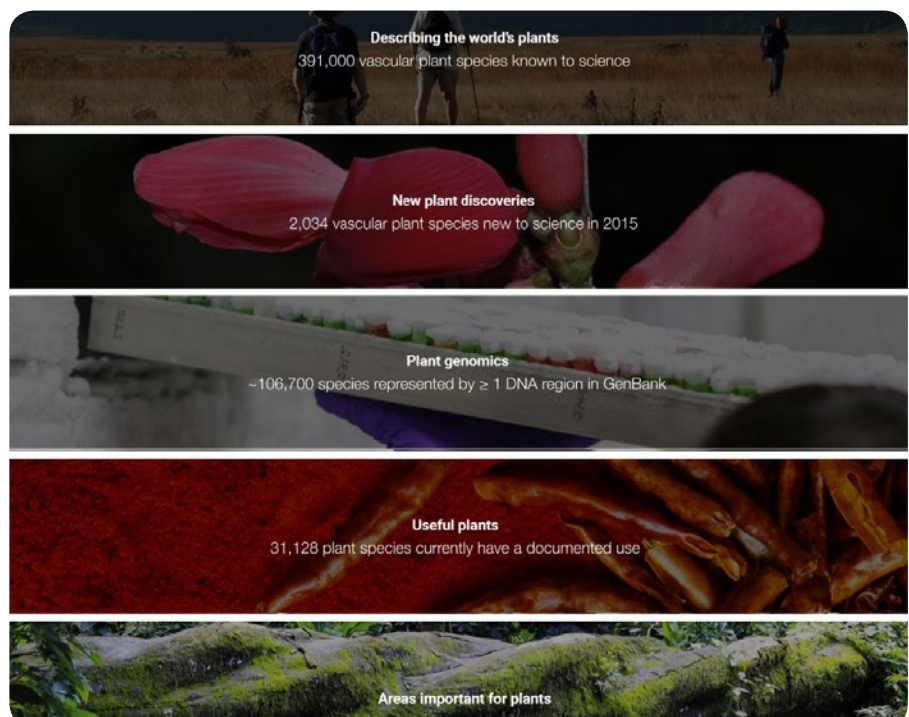 Describing the world's plants
391,000 vascular plant species known to science
New plant discoveries
2,034 vascular plant species new to science in 2015
Plant genomics
~106,700 species represented by ≥ 1 DNA region in GenBank
Useful plants
31,128 plant species currently have a documented use
Areas important for plants